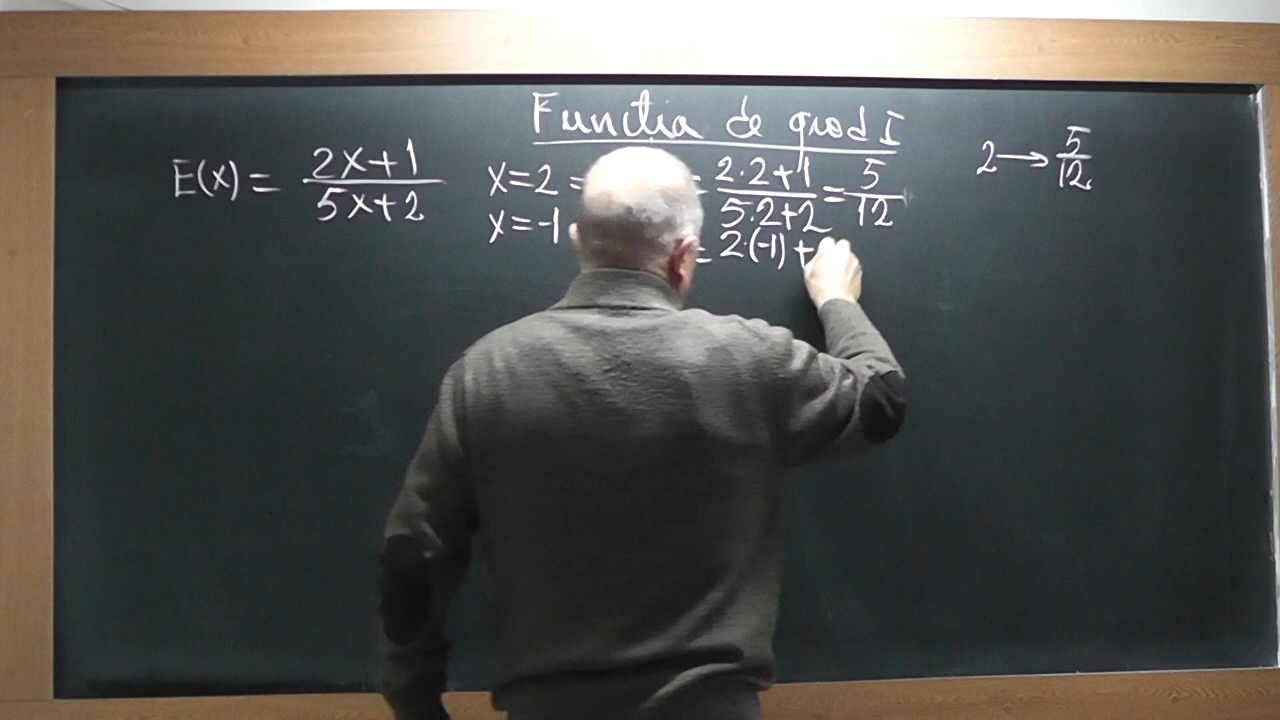 Funcția de grad I
E(x) = (2x+1)/(5x+2)
x=2 = = (2·2+1)/(5·2+2) = 5/12
2 → 5/12
x=-1 = 2·(-1)+